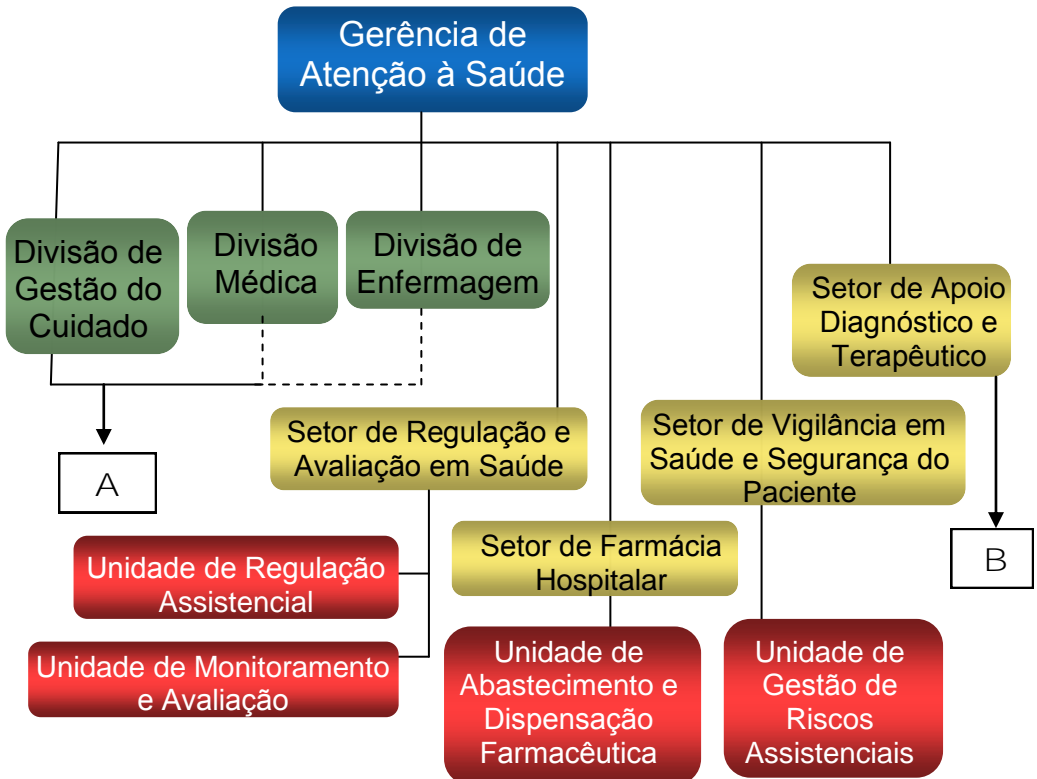 Gerência de
Atenção à Saúde
Divisão de
Gestão do
Cuidado
Divisão
Médica
Divisão de
Enfermagem
Setor de Apoio
Diagnóstico e
Terapêutico
Setor de Regulação e
Avaliação em Saúde
Setor de Vigilância em
Saúde e Segurança do
Paciente
A
Setor de Farmácia
Hospitalar
B
Unidade de Regulação
Assistencial
Unidade de Monitoramento
e Avaliação
Unidade de
Abastecimento e
Dispensação
Farmacêutica
Unidade de
Gestão de
Riscos
Assistenciais